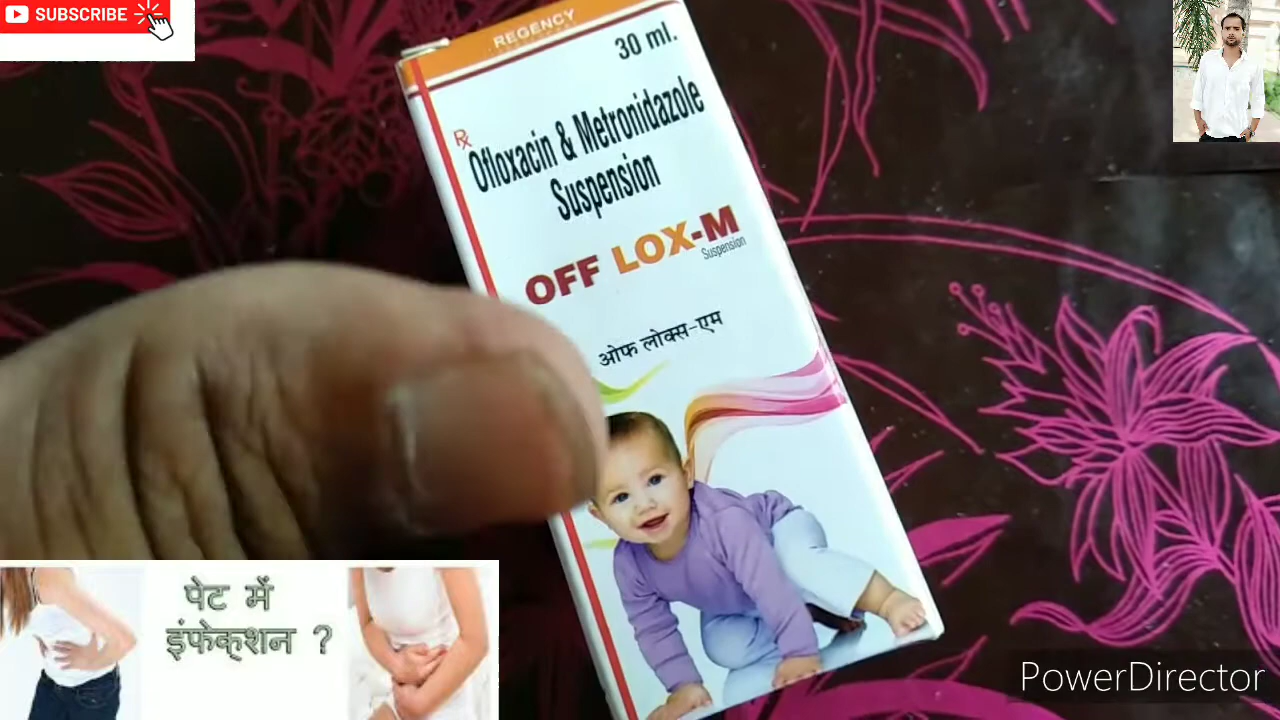 SUBSCRIBE
REGENCY
30 ml.
Rx
Ofloxacin & Metronidazole
Suspension
OFF LOX-M
Suspension
ओफ लोक्स-एम
पेट में
इंफेक्शन ?
PowerDirector